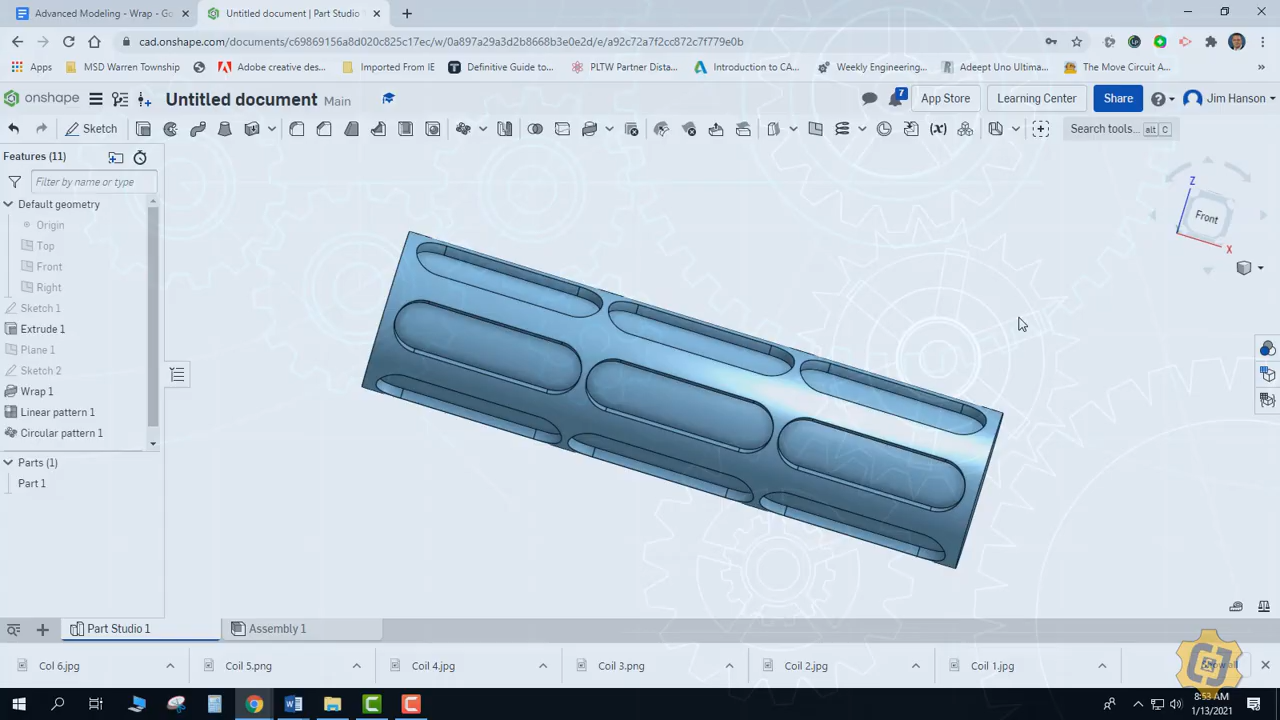 Advanced Modeling - Wrap - Go
Untitled document | Part Studio
cad.onshape.com/documents/c69869156a8d020c825c17ec/w/0a897a29a3d2b8668b3e0e2d/e/a92c72a7f2cc872c7f779e0b
Apps
MSD Warren Township
Adobe creative des...
Imported From IE
Definitive Guide to...
PLTW Partner Dista...
Introduction to CA...
Weekly Engineering...
Adeept Uno Ultima...
The Move Circuit A...
»
onshape
Untitled document Main
7
App Store
Learning Center
Share
Jim Hanson
Sketch
(x)
Search tools... alt C
Features (11)
Filter by name or type
Default geometry
Origin
Top
Front
Right
Sketch 1
Extrude 1
Plane 1
Sketch 2
Wrap 1
Linear pattern 1
Circular pattern 1
Parts (1)
Part 1
Z
Front
X
Part Studio 1
Assembly 1
Col 6.jpg
Coil 5.png
Coil 4.jpg
Coil 3.png
Coil 2.jpg
Coil 1.jpg
Show all
8:53 AM
1/13/2021